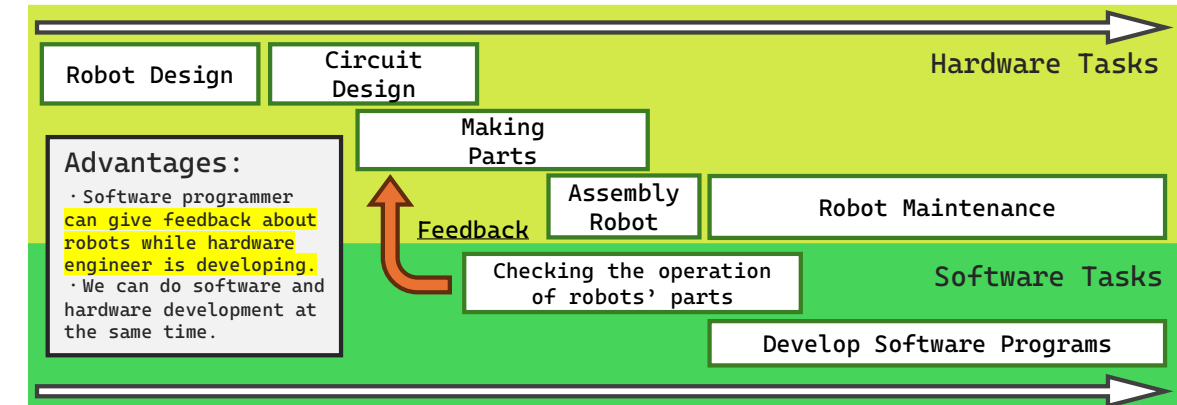 Hardware Tasks
Robot Design
Circuit
Design
Making
Parts
Advantages:
・Software programmer
can give feedback about
robots while hardware
engineer is developing.
・We can do software and
hardware development at
the same time.
Assembly
Robot
Robot Maintenance
Feedback
Checking the operation
of robots’ parts
Software Tasks
Develop Software Programs